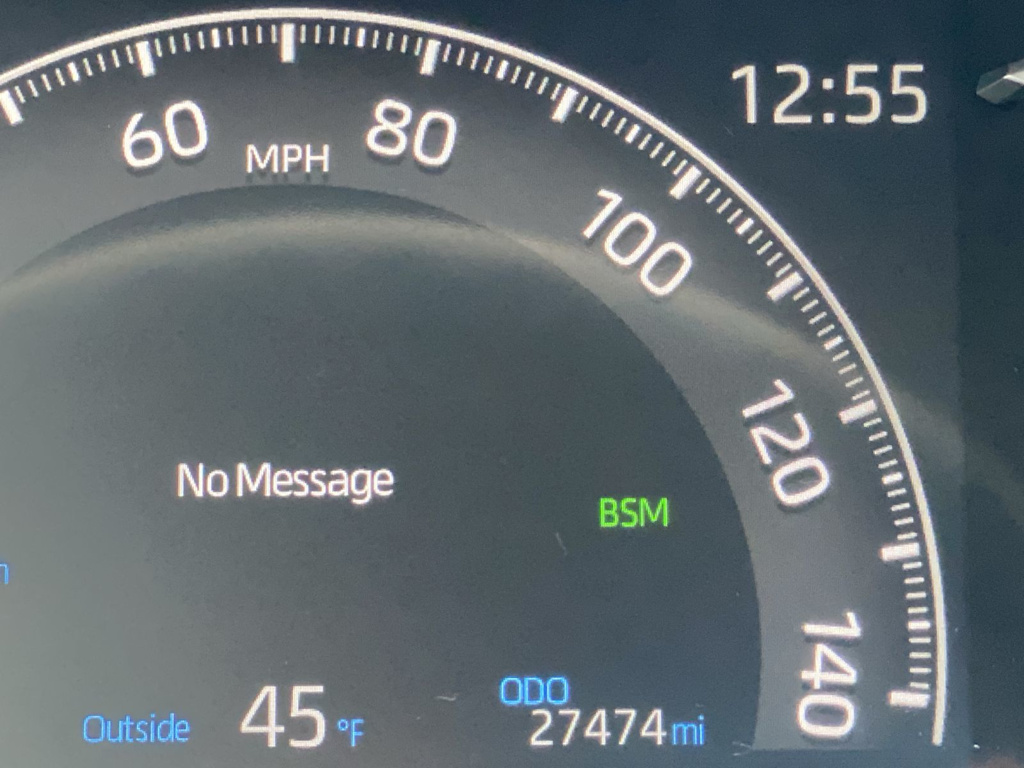 12:55
60
80
MPH
100
120
No Message
BSM
140
ODO
Outside 45 °F
27474 mi